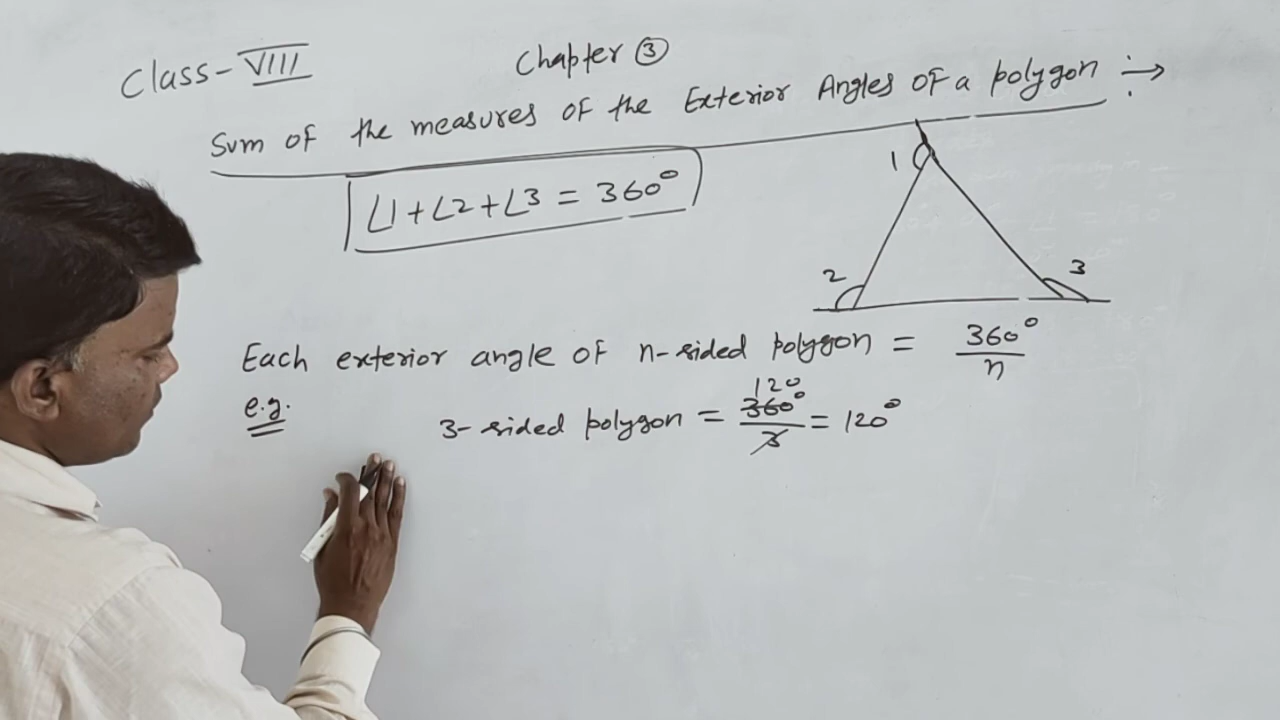 Class-VIII
Chapter 3
Sum of the measures of the Exterior Angles of a polygon :→
∠1+∠2+∠3 = 360°
1
2
3
Each exterior angle of n-sided polygon = 360°/n
e.g.
3-sided polygon = 120° 360°/3 = 120°